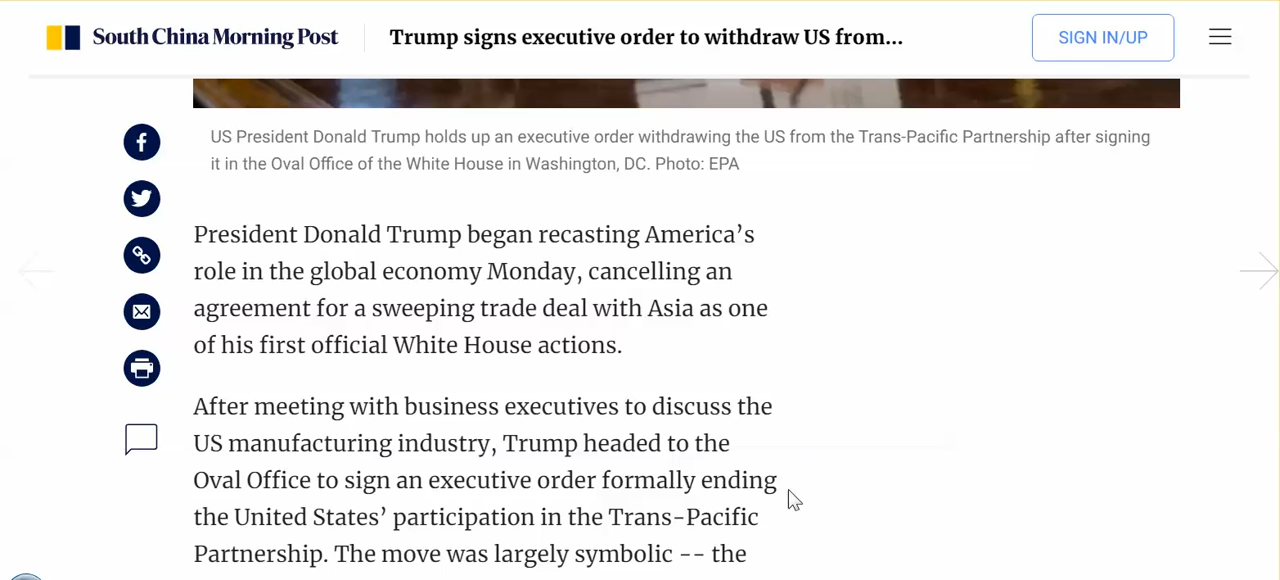 South China Morning Post
Trump signs executive order to withdraw US from...
SIGN IN/UP
US President Donald Trump holds up an executive order withdrawing the US from the Trans-Pacific Partnership after signing
it in the Oval Office of the White House in Washington, DC. Photo: EPA
President Donald Trump began recasting America’s
role in the global economy Monday, cancelling an
agreement for a sweeping trade deal with Asia as one
of his first official White House actions.
After meeting with business executives to discuss the
US manufacturing industry, Trump headed to the
Oval Office to sign an executive order formally ending
the United States’ participation in the Trans-Pacific
Partnership. The move was largely symbolic -- the